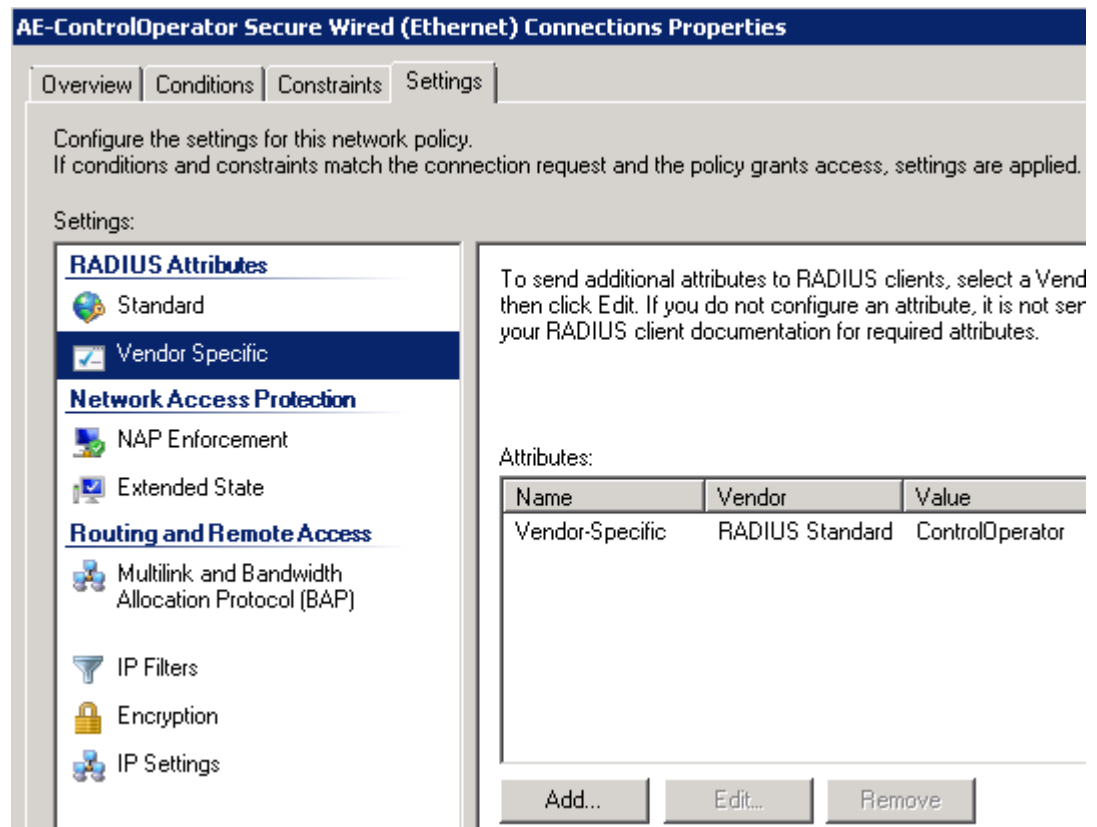 AE-ControlOperator Secure Wired (Ethernet) Connections Properties
Overview Conditions Constraints Settings
Configure the settings for this network policy.
If conditions and constraints match the connection request and the policy grants access, settings are applied.
Settings:
RADIUS Attributes
Standard
Vendor Specific
Network Access Protection
NAP Enforcement
Extended State
Routing and Remote Access
Multilink and Bandwidth
Allocation Protocol (BAP)
IP Filters
Encryption
IP Settings
To send additional attributes to RADIUS clients, select a Vend
then click Edit. If you do not configure an attribute, it is not ser
your RADIUS client documentation for required attributes.
Attributes:
Name Vendor Value
Vendor-Specific RADIUS Standard ControlOperator
Add... Edit... Remove